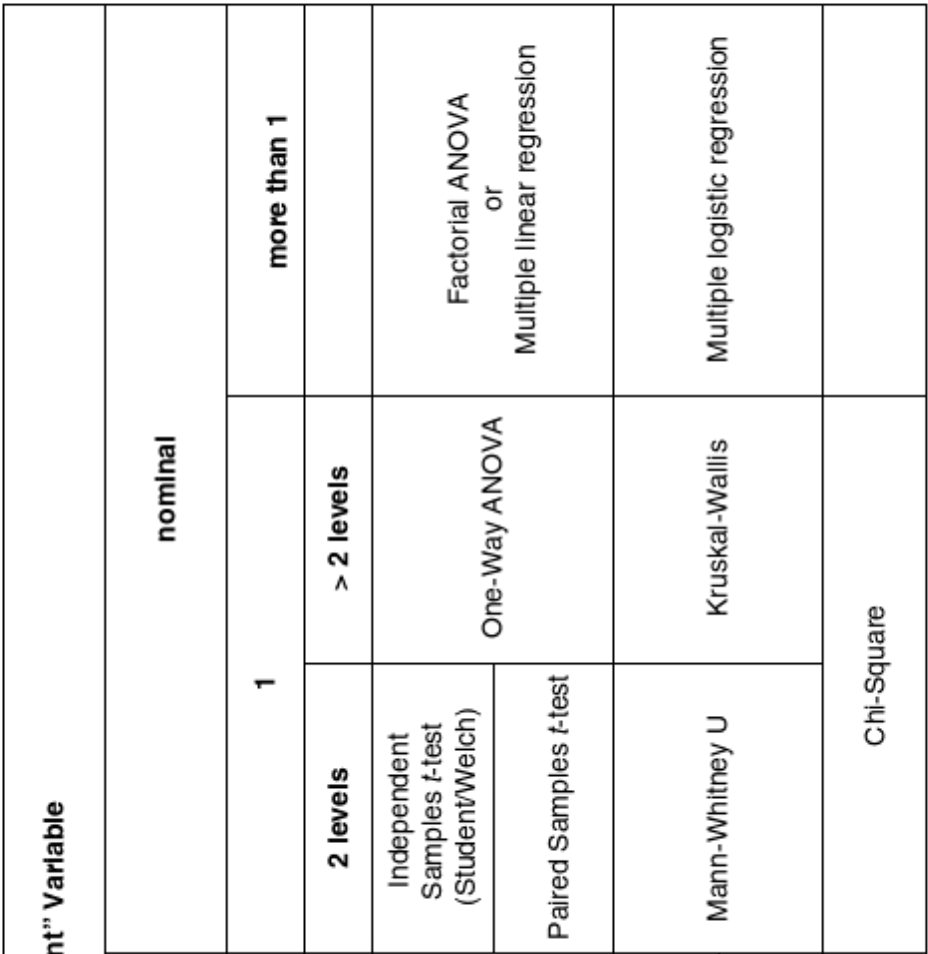 nt" Variable
nominal
1
more than 1
2 levels
> 2 levels
Independent
Samples t-test
(Student/Welch)
One-Way ANOVA
Factorial ANOVA
or
Multiple linear regression
Paired Samples t-test
Mann-Whitney U
Kruskal-Wallis
Multiple logistic regression
Chi-Square